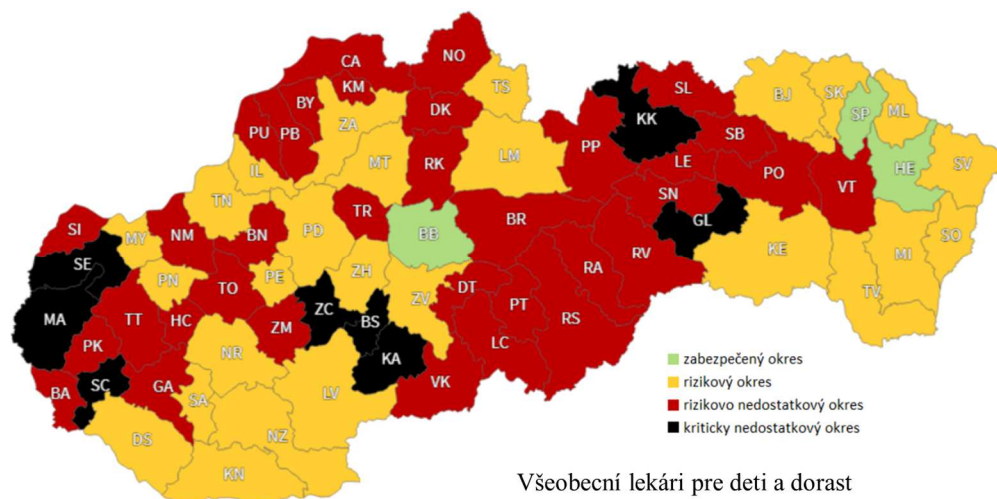 NO
CA
KM
TS
BY
DK
SL
BJ
SK
ML
SP
KK
PU
PB
ZA
SB
RK
LM
PP
MT
IL
LE
PO
VT
HE
SV
TN
SN
TR
BR
SI
MY
NM
BN
PD
BB
GL
KE
SO
MI
SE
RV
RA
PN
PE
ZH
TO
DT
ZV
TV
MA
TT
HC
ZC
BS
PT
RS
ZM
PK
NR
KA
LC
BA
SC
GA
SA
LV
VK
DS
NZ
KN
zabezpečený okres
rizikový okres
rizikovo nedostatkový okres
kriticky nedostatkový okres
Všeobecní lekári pre deti a dorast